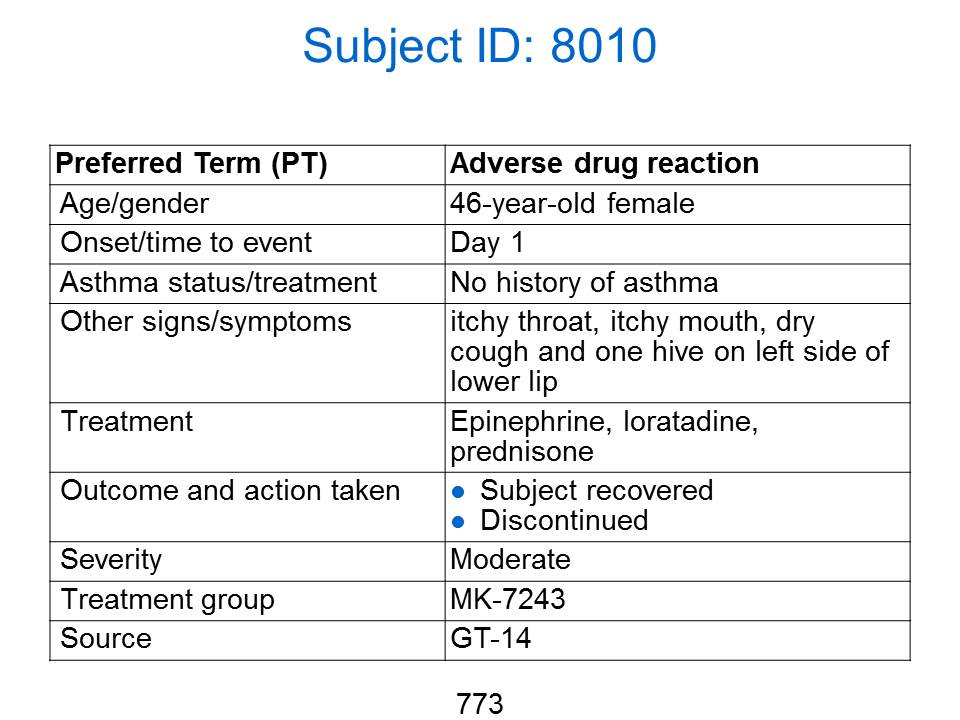 Subject ID: 8010
Preferred Term (PT) Adverse drug reaction
Age/gender 46-year-old female
Onset/time to event Day 1
Asthma status/treatment No history of asthma
Other signs/symptoms itchy throat, itchy mouth, dry
cough and one hive on left side of
lower lip
Treatment Epinephrine, loratadine,
prednisone
Outcome and action taken ● Subject recovered
● Discontinued
Severity Moderate
Treatment group MK-7243
Source GT-14
773